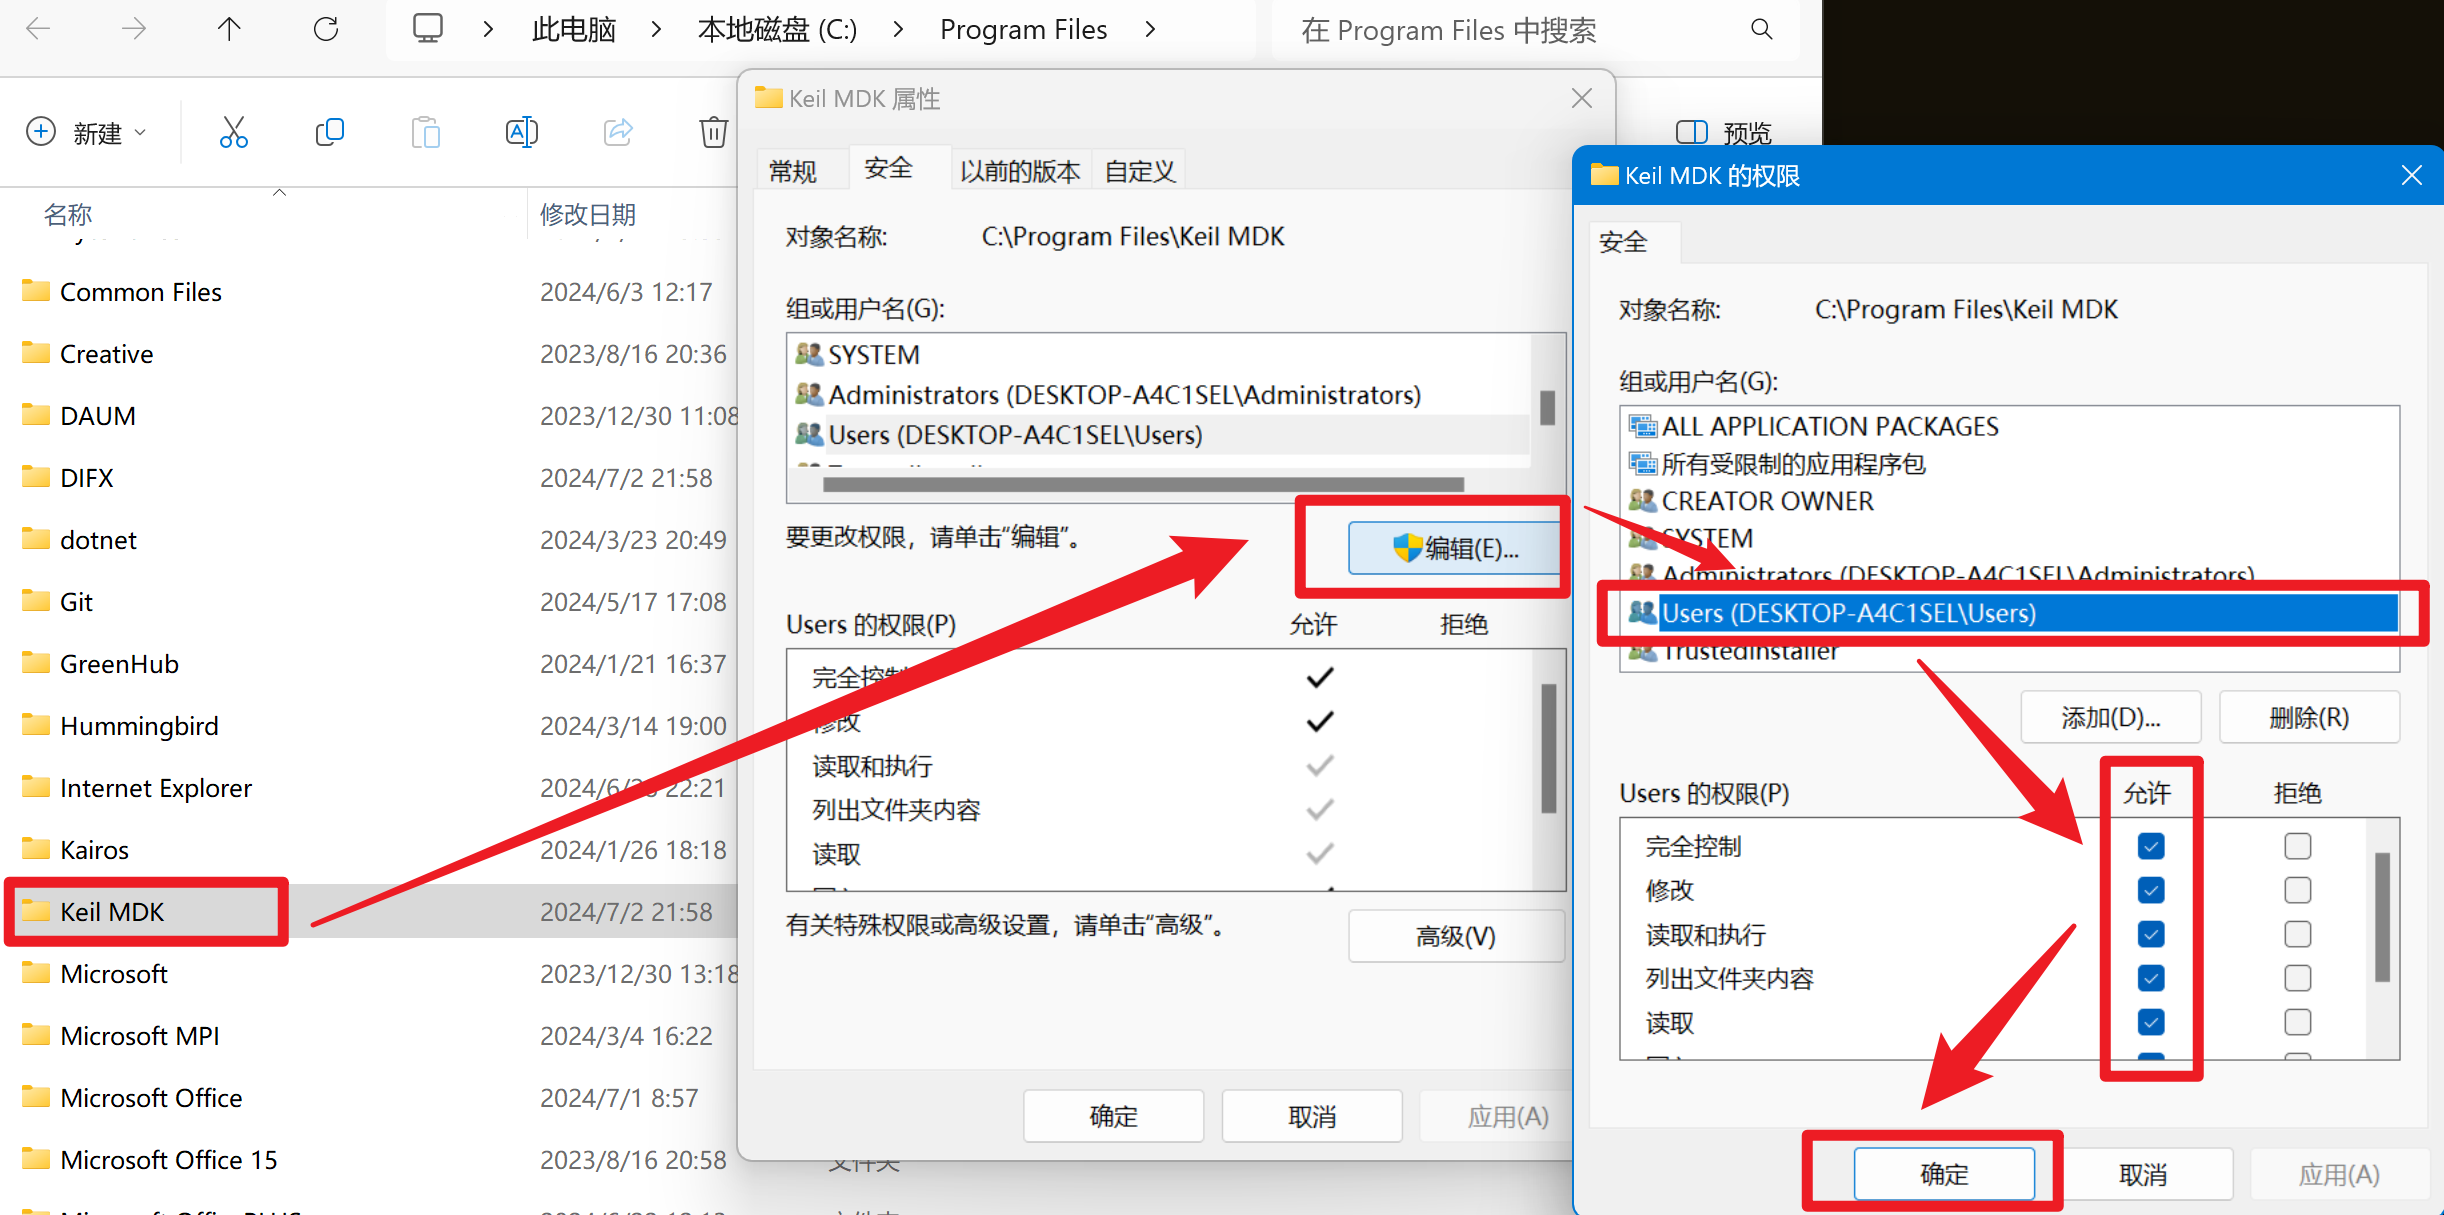 此电脑 本地磁盘 (C:) Program Files
在 Program Files 中搜索
新建
预览
名称 修改日期
Common Files 2024/6/3 12:17
Creative 2023/8/16 20:36
DAUM 2023/12/30 11:08
DIFX 2024/7/2 21:58
dotnet 2024/3/23 20:49
Git 2024/5/17 17:08
GreenHub 2024/1/21 16:37
Hummingbird 2024/3/14 19:00
Internet Explorer 22:21
Kairos 2024/1/26 18:18
Keil MDK 2024/7/2 21:58
Microsoft 2023/12/30 13:18
Microsoft MPI 2024/3/4 16:22
Microsoft Office 2024/7/1 8:57
Microsoft Office 15 2023/8/16 20:58 文件夹
Keil MDK 属性
常规 安全 以前的版本 自定义
对象名称: C:\Program Files\Keil MDK
组或用户名(G):
SYSTEM
Administrators (DESKTOP-A4C1SEL\Administrators)
Users (DESKTOP-A4C1SEL\Users)
要更改权限，请单击“编辑”。 编辑(E)...
Users 的权限(P) 允许 拒绝
完全控制
修改
读取和执行
列出文件夹内容
读取
有关特殊权限或高级设置，请单击“高级”。
高级(V)
确定 取消 应用(A)
Keil MDK 的权限
安全
对象名称: C:\Program Files\Keil MDK
组或用户名(G):
ALL APPLICATION PACKAGES
所有受限制的应用程序包
CREATOR OWNER
SYSTEM
Administrators (DESKTOP-A4C1SEL\Administrators)
Users (DESKTOP-A4C1SEL\Users)
TrustedInstaller
添加(D)... 删除(R)
Users 的权限(P) 允许 拒绝
完全控制
修改
读取和执行
列出文件夹内容
读取
确定 取消 应用(A)